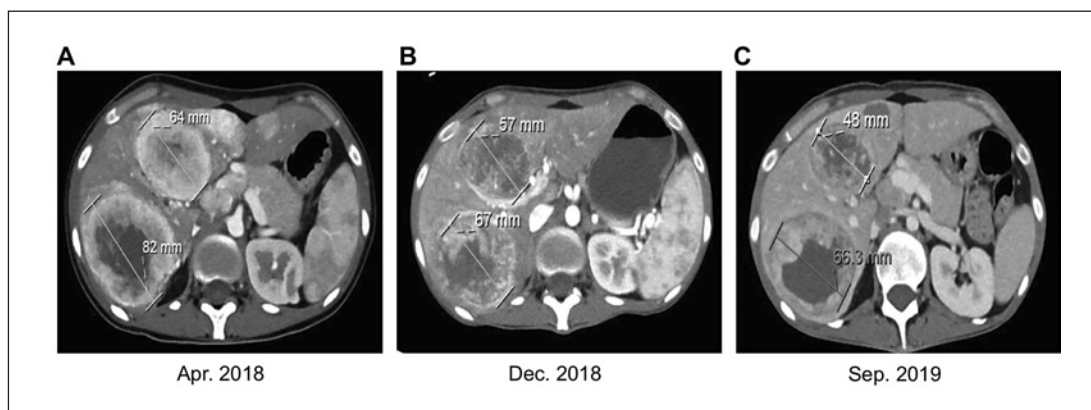 A
B
C
64 mm
82 mm
57 mm
67 mm
48 mm
66.3 mm
Apr. 2018
Dec. 2018
Sep. 2019